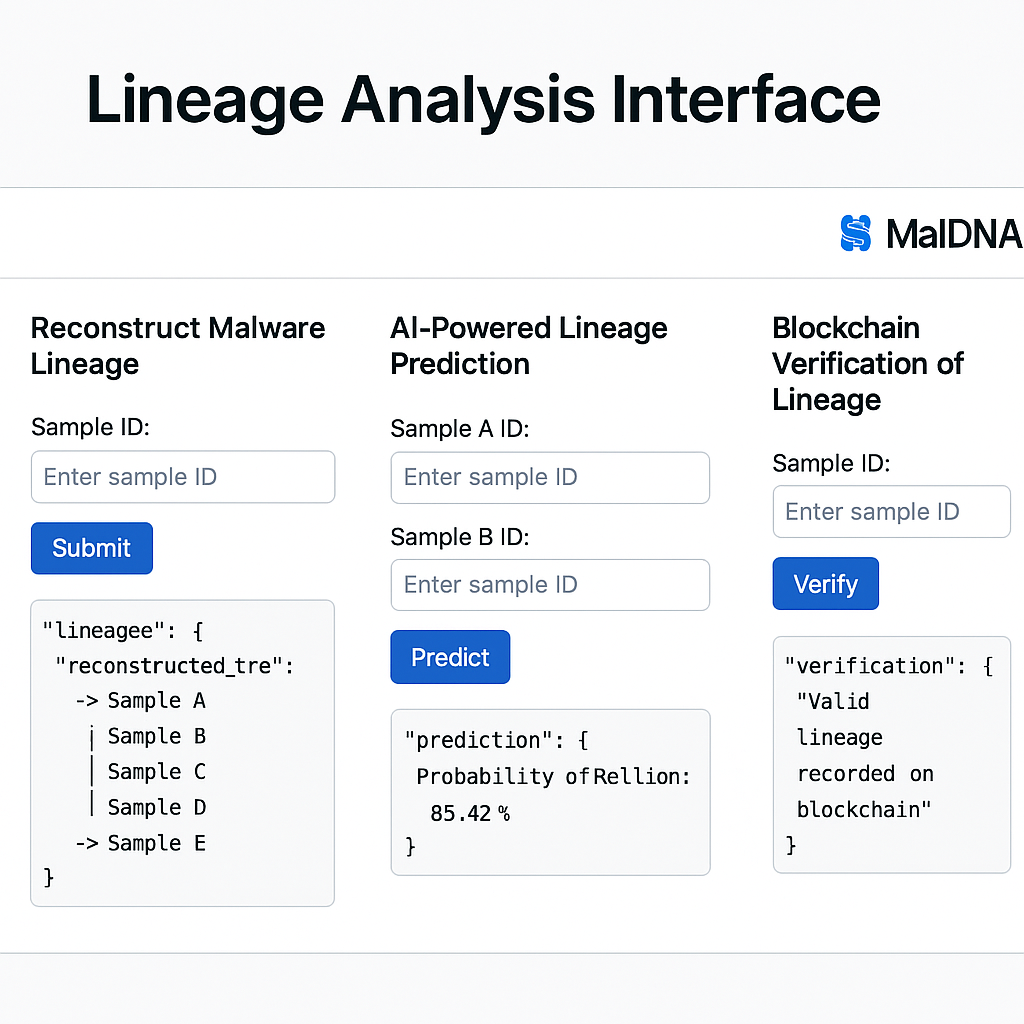 Lineage Analysis Interface
MalDNA
Reconstruct Malware
Lineage
Sample ID:
Enter sample ID
Submit
"lineagee": {
"reconstructed_tre":
-> Sample A
| Sample B
| Sample C
| Sample D
-> Sample E
}
AI-Powered Lineage
Prediction
Sample A ID:
Enter sample ID
Sample B ID:
Enter sample ID
Predict
"prediction": {
Probability of Rellion:
85.42 %
}
Blockchain
Verification of
Lineage
Sample ID:
Enter sample ID
Verify
"verification": {
"Valid
lineage
recorded on
blockchain"
}